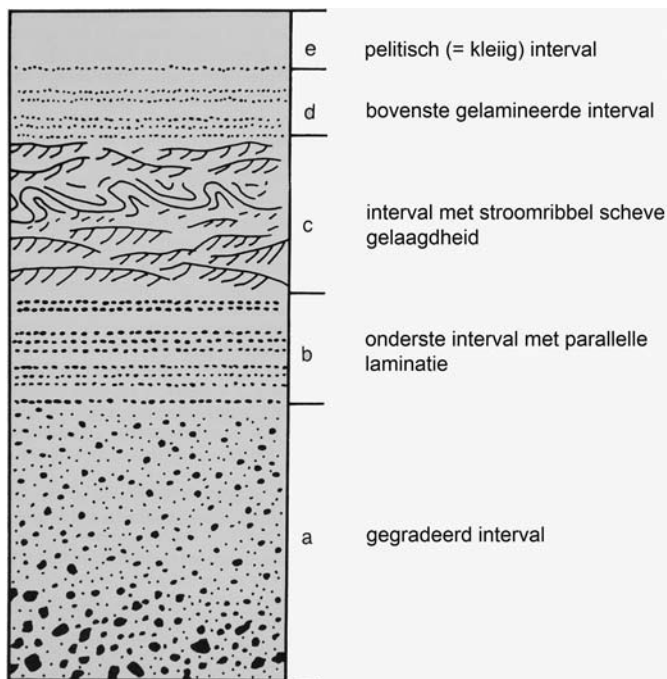 e pelitisch (= kleiig) interval
d bovenste gelamineerde interval
c interval met stroomribbel scheve
gelaagdheid
b onderste interval met parallelle
laminatie
a gegradeerd interval